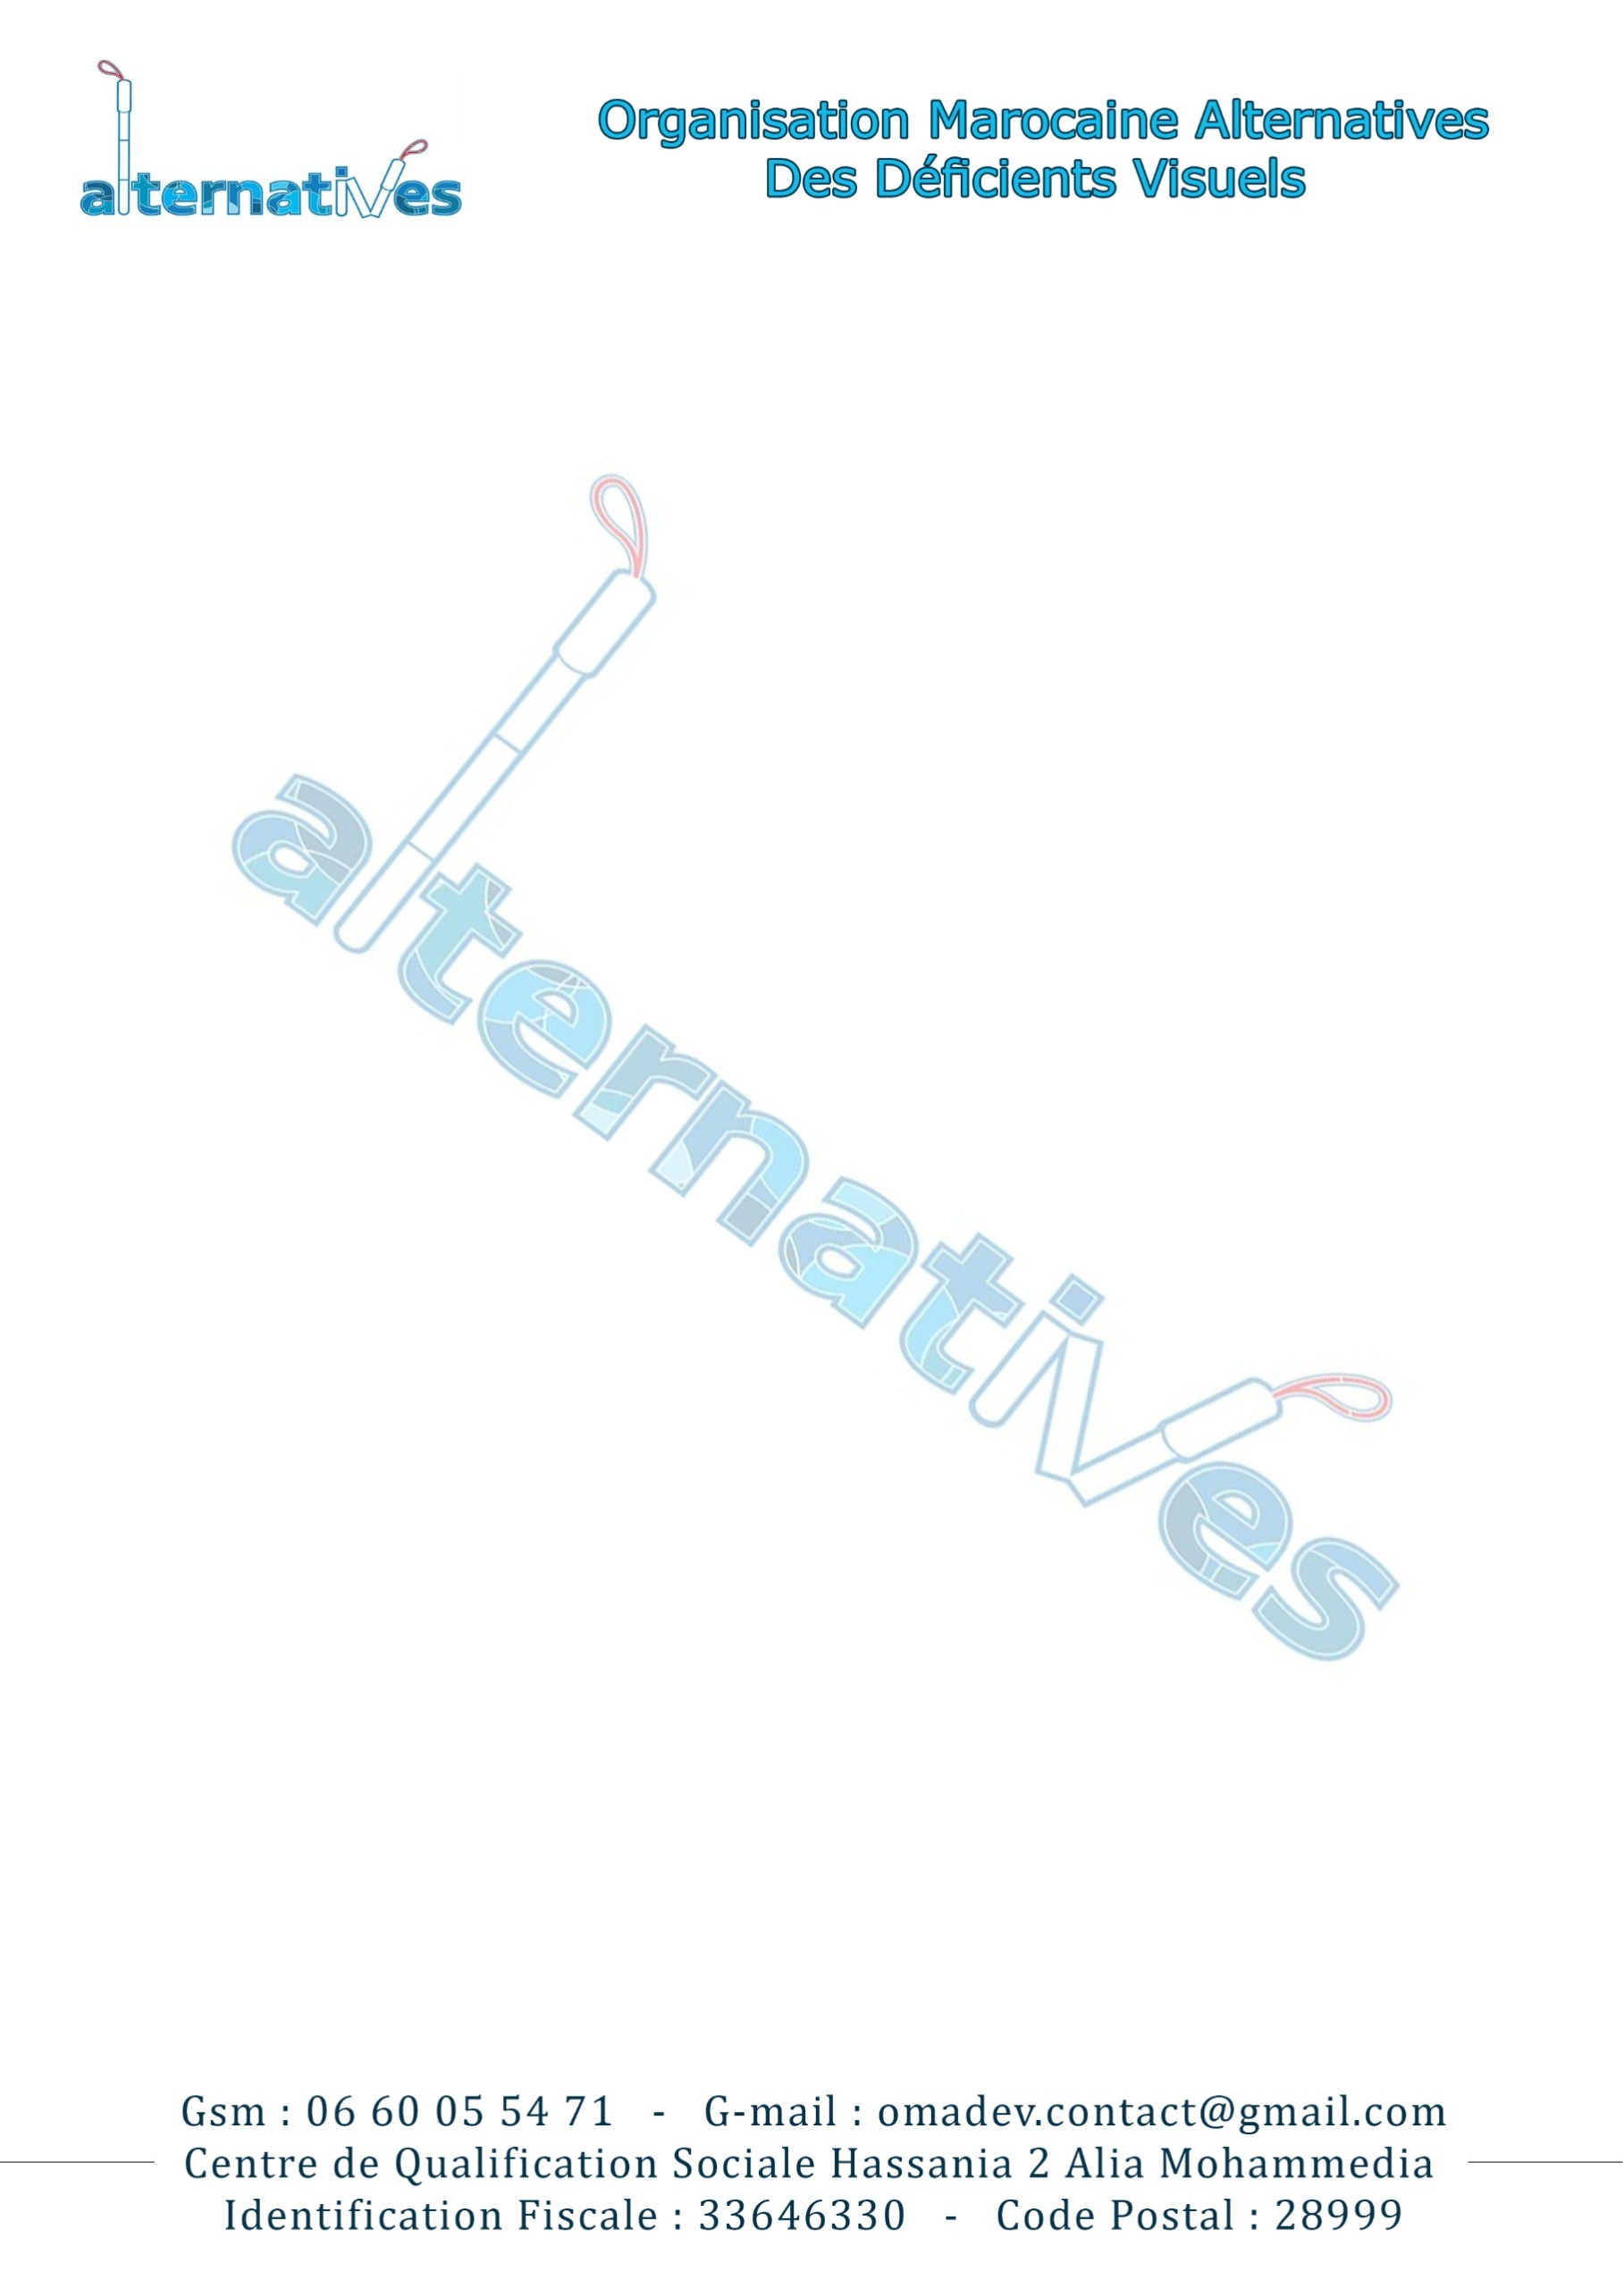 alternatives
Organisation Marocaine Alternatives
Des Déficients Visuels
alternatives
Gsm : 06 60 05 54 71 - G-mail : omadev.contact@gmail.com
Centre de Qualification Sociale Hassania 2 Alia Mohammedia
Identification Fiscale : 33646330 - Code Postal : 28999